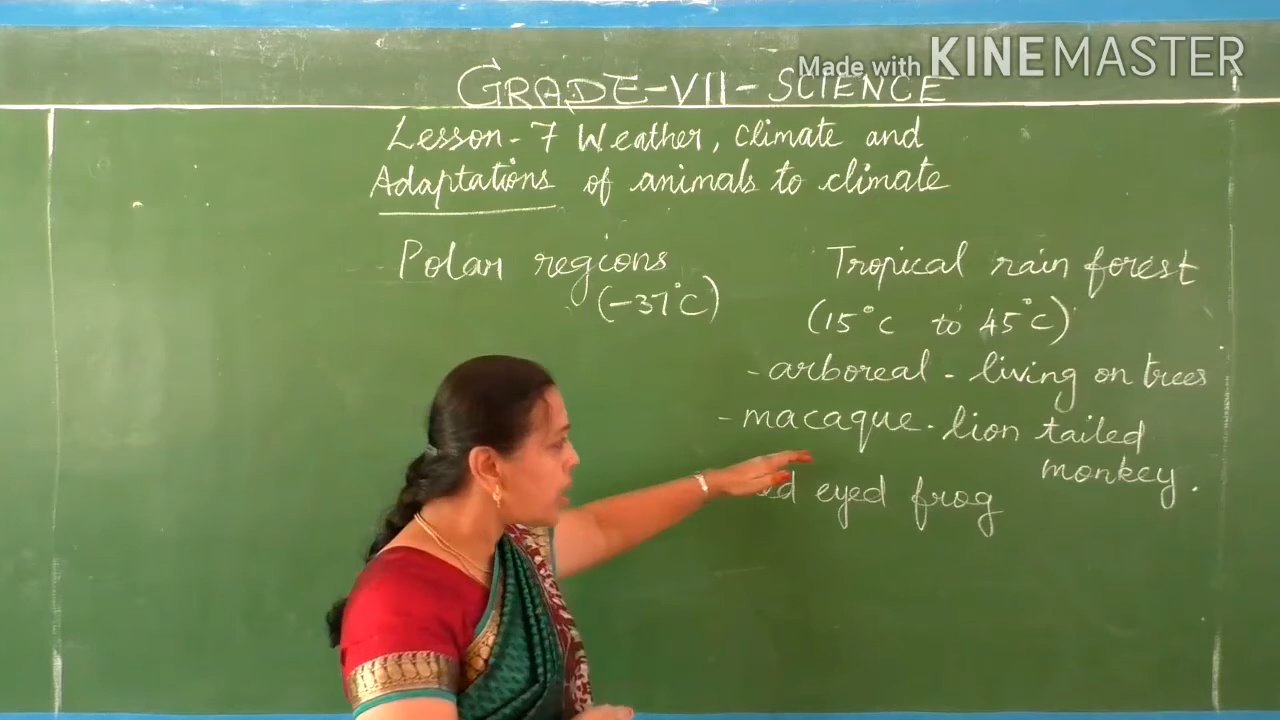 Made with KINEMASTER
GRADE-VII-SCIENCE
Lesson-7 Weather, Climate and
Adaptations of animals to climate
Polar regions
(-37°C)
Tropical rain forest
(15°C to 45°C)
- arboreal - living on trees
- macaque - lion tailed
monkey.
eyed frog